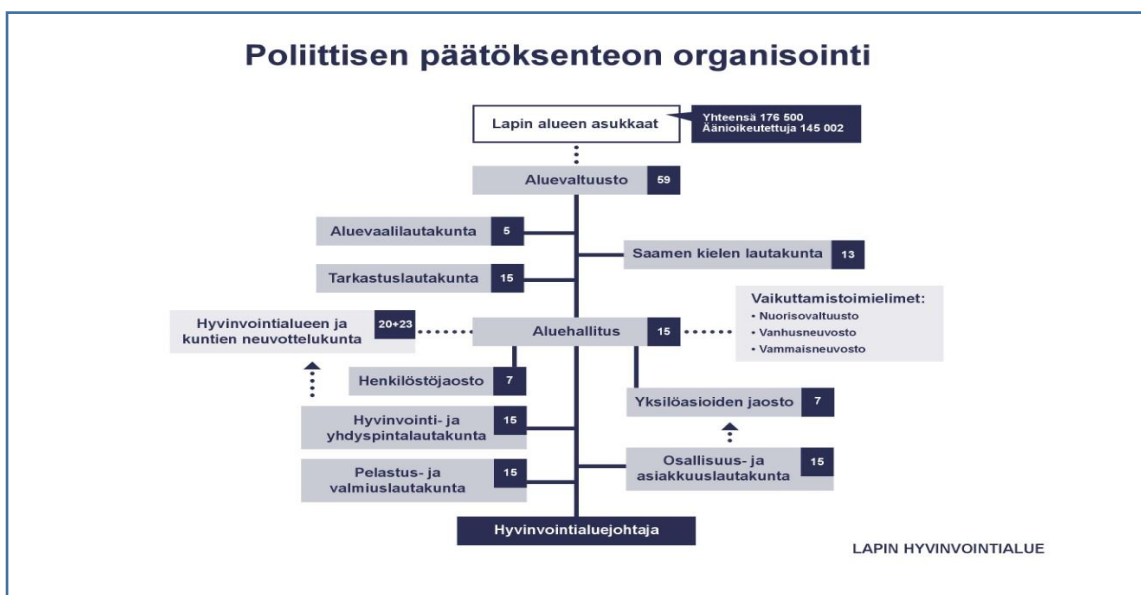 Poliittisen päätöksenteon organisointi
Lapin alueen asukkaat
Yhteensä 176 500
Äänioikeutettuja 145 002
Aluevaltuusto
59
Aluevaalilautakunta
5
Saamen kielen lautakunta
13
Tarkastuslautakunta
15
Hyvinvointialueen ja
kuntien neuvottelukunta
20+23
Aluehallitus
15
Vaikuttamistoimielimet:
• Nuorisovaltuusto
• Vanhusneuvosto
• Vammaisneuvosto
Henkilöstöjaosto
7
Yksilöasioiden jaosto
7
Hyvinvointi- ja
yhdyspintalautakunta
15
Osallisuus- ja
asiakkuuslautakunta
15
Pelastus- ja
valmiuslautakunta
15
Hyvinvointialuejohtaja
LAPIN HYVINVOINTIALUE